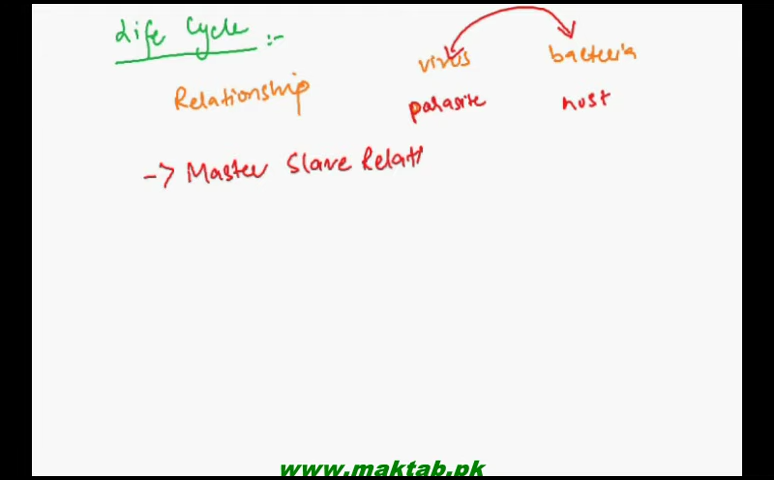 Life Cycle :-
virus bacteria
Relationship
parasite host
-> Master Slave Relati
www.maktab.pk